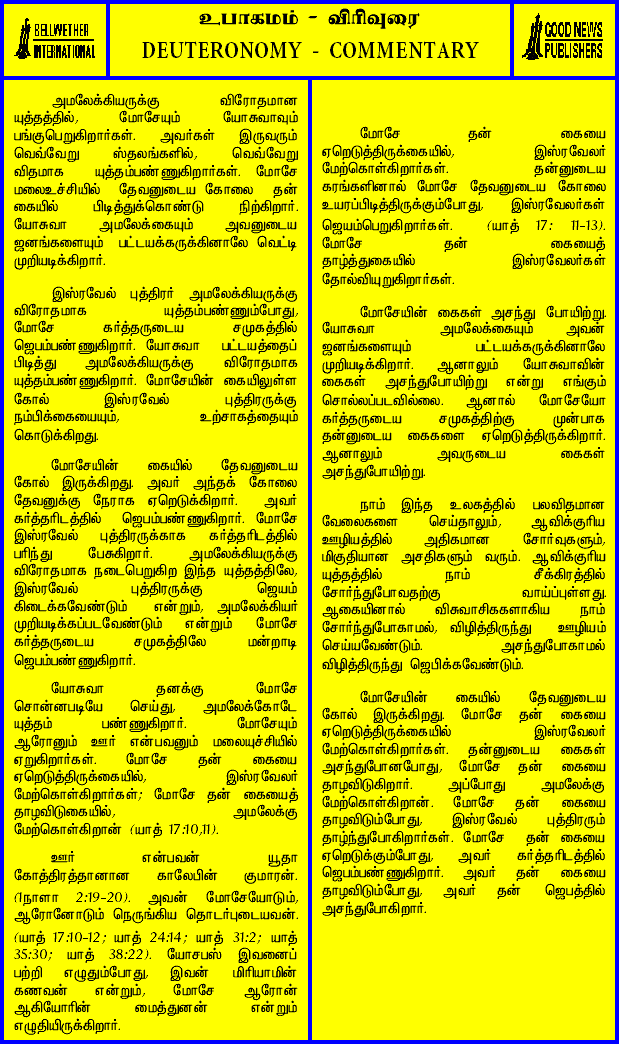 BELLWETHER
INTERNATIONAL
உபாகமம் - விரிவுரை
DEUTERONOMY - COMMENTARY
GOOD NEWS
PUBLISHERS
அமலேக்கியருக்கு விரோதமான
யுத்தத்தில், மோசேயும் யோசுவாவும்
பங்குபெறுகிறார்கள். அவர்கள் இருவரும்
வெவ்வேறு ஸ்தலங்களில், வெவ்வேறு
விதமாக யுத்தம்பண்ணுகிறார்கள். மோசே
மலைஉச்சியில் தேவனுடைய கோலை தன்
கையில் பிடித்துக்கொண்டு நிற்கிறார்.
யோசுவா அமலேக்கையும் அவனுடைய
ஜனங்களையும் பட்டயக்கருக்கினாலே வெட்டி
முறியடிக்கிறார்.
இஸ்ரவேல் புத்திரர் அமலேக்கியருக்கு
விரோதமாக யுத்தம்பண்ணும்போது,
மோசே கர்த்தருடைய சமுகத்தில்
ஜெபம்பண்ணுகிறார். யோசுவா பட்டயத்தைப்
பிடித்து அமலேக்கியருக்கு விரோதமாக
யுத்தம்பண்ணுகிறார். மோசேயின் கையிலுள்ள
கோல் இஸ்ரவேல் புத்திரருக்கு
நம்பிக்கையையும், உற்சாகத்தையும்
கொடுக்கிறது.
மோசேயின் கையில் தேவனுடைய
கோல் இருக்கிறது. அவர் அந்தக் கோலை
தேவனுக்கு நேராக ஏறெடுக்கிறார். அவர்
கர்த்தரிடத்தில் ஜெபம்பண்ணுகிறார். மோசே
இஸ்ரவேல் புத்திரருக்காக கர்த்தரிடத்தில்
பரிந்து பேசுகிறார். அமலேக்கியருக்கு
விரோதமாக நடைபெறுகிற இந்த யுத்தத்திலே,
இஸ்ரவேல் புத்திரருக்கு ஜெயம்
கிடைக்கவேண்டும் என்றும், அமலேக்கியர்
முறியடிக்கப்படவேண்டும் என்றும் மோசே
கர்த்தருடைய சமுகத்திலே மன்றாடி
ஜெபம்பண்ணுகிறார்.
யோசுவா தனக்கு மோசே
சொன்னபடியே செய்து, அமலேக்கோடே
யுத்தம் பண்ணுகிறார். மோசேயும்
ஆரோனும் ஊர் என்பவனும் மலையுச்சியில்
ஏறுகிறார்கள். மோசே தன் கையை
ஏறெடுத்திருக்கையில், இஸ்ரவேலர்
மேற்கொள்கிறார்கள்; மோசே தன் கையைத்
தாழவிடுகையில், அமலேக்கு
மேற்கொள்கிறான் (யாத் 17:10,11).
ஊர் என்பவன் யூதா
கோத்திரத்தானான காலேபின் குமாரன்.
(1நாளா 2:19-20). அவன் மோசேயோடும்,
ஆரோனோடும் நெருங்கிய தொடர்புடையவன்.
(யாத் 17:10-12; யாத் 24:14; யாத் 31:2; யாத்
35:30; யாத் 38:22). யோசபஸ் இவனைப்
பற்றி எழுதும்போது, இவன் மிரியாமின்
கணவன் என்றும், மோசே ஆரோன்
ஆகியோரின் மைத்துனன் என்றும்
எழுதியிருக்கிறார்.
மோசே தன் கையை
ஏறெடுத்திருக்கையில், இஸ்ரவேலர்
மேற்கொள்கிறார்கள். தன்னுடைய
கரங்களினால் மோசே தேவனுடைய கோலை
உயரப்பிடித்திருக்கும்போது, இஸ்ரவேலர்கள்
ஜெயம்பெறுகிறார்கள். (யாத் 17: 11-13).
மோசே தன் கையைத்
தாழ்த்துகையில் இஸ்ரவேலர்கள்
தோல்வியுறுகிறார்கள்.
மோசேயின் கைகள் அசந்து போயிற்று.
யோசுவா அமலேக்கையும் அவன்
ஜனங்களையும் பட்டயக்கருக்கினாலே
முறியடிக்கிறார். ஆனாலும் யோசுவாவின்
கைகள் அசந்துபோயிற்று என்று எங்கும்
சொல்லப்படவில்லை. ஆனால் மோசேயோ
கர்த்தருடைய சமுகத்திற்கு முன்பாக
தன்னுடைய கைகளை ஏறெடுத்திருக்கிறார்.
ஆனாலும் அவருடைய கைகள்
அசந்துபோயிற்று.
நாம் இந்த உலகத்தில் பலவிதமான
வேலைகளை செய்தாலும், ஆவிக்குரிய
ஊழியத்தில் அதிகமான சோர்வுகளும்,
மிகுதியான அசதிகளும் வரும். ஆவிக்குரிய
யுத்தத்தில் நாம் சீக்கிரத்தில்
சோர்ந்துபோவதற்கு வாய்ப்புள்ளது.
ஆகையினால் விசுவாசிகளாகிய நாம்
சோர்ந்துபோகாமல், விழித்திருந்து ஊழியம்
செய்யவேண்டும். அசந்துபோகாமல்
விழித்திருந்து ஜெபிக்கவேண்டும்.
மோசேயின் கையில் தேவனுடைய
கோல் இருக்கிறது. மோசே தன் கையை
ஏறெடுத்திருக்கையில் இஸ்ரவேலர்
மேற்கொள்கிறார்கள். தன்னுடைய கைகள்
அசந்துபோனபோது, மோசே தன் கையை
தாழவிடுகிறார். அப்போது அமலேக்கு
மேற்கொள்கிறான். மோசே தன் கையை
தாழவிடும்போது, இஸ்ரவேல் புத்திரரும்
தாழ்ந்துபோகிறார்கள். மோசே தன் கையை
ஏறெடுக்கும்போது, அவர் கர்த்தரிடத்தில்
ஜெபம்பண்ணுகிறார். அவர் தன் கையை
தாழவிடும்போது, அவர் தன் ஜெபத்தில்
அசந்துபோகிறார்.